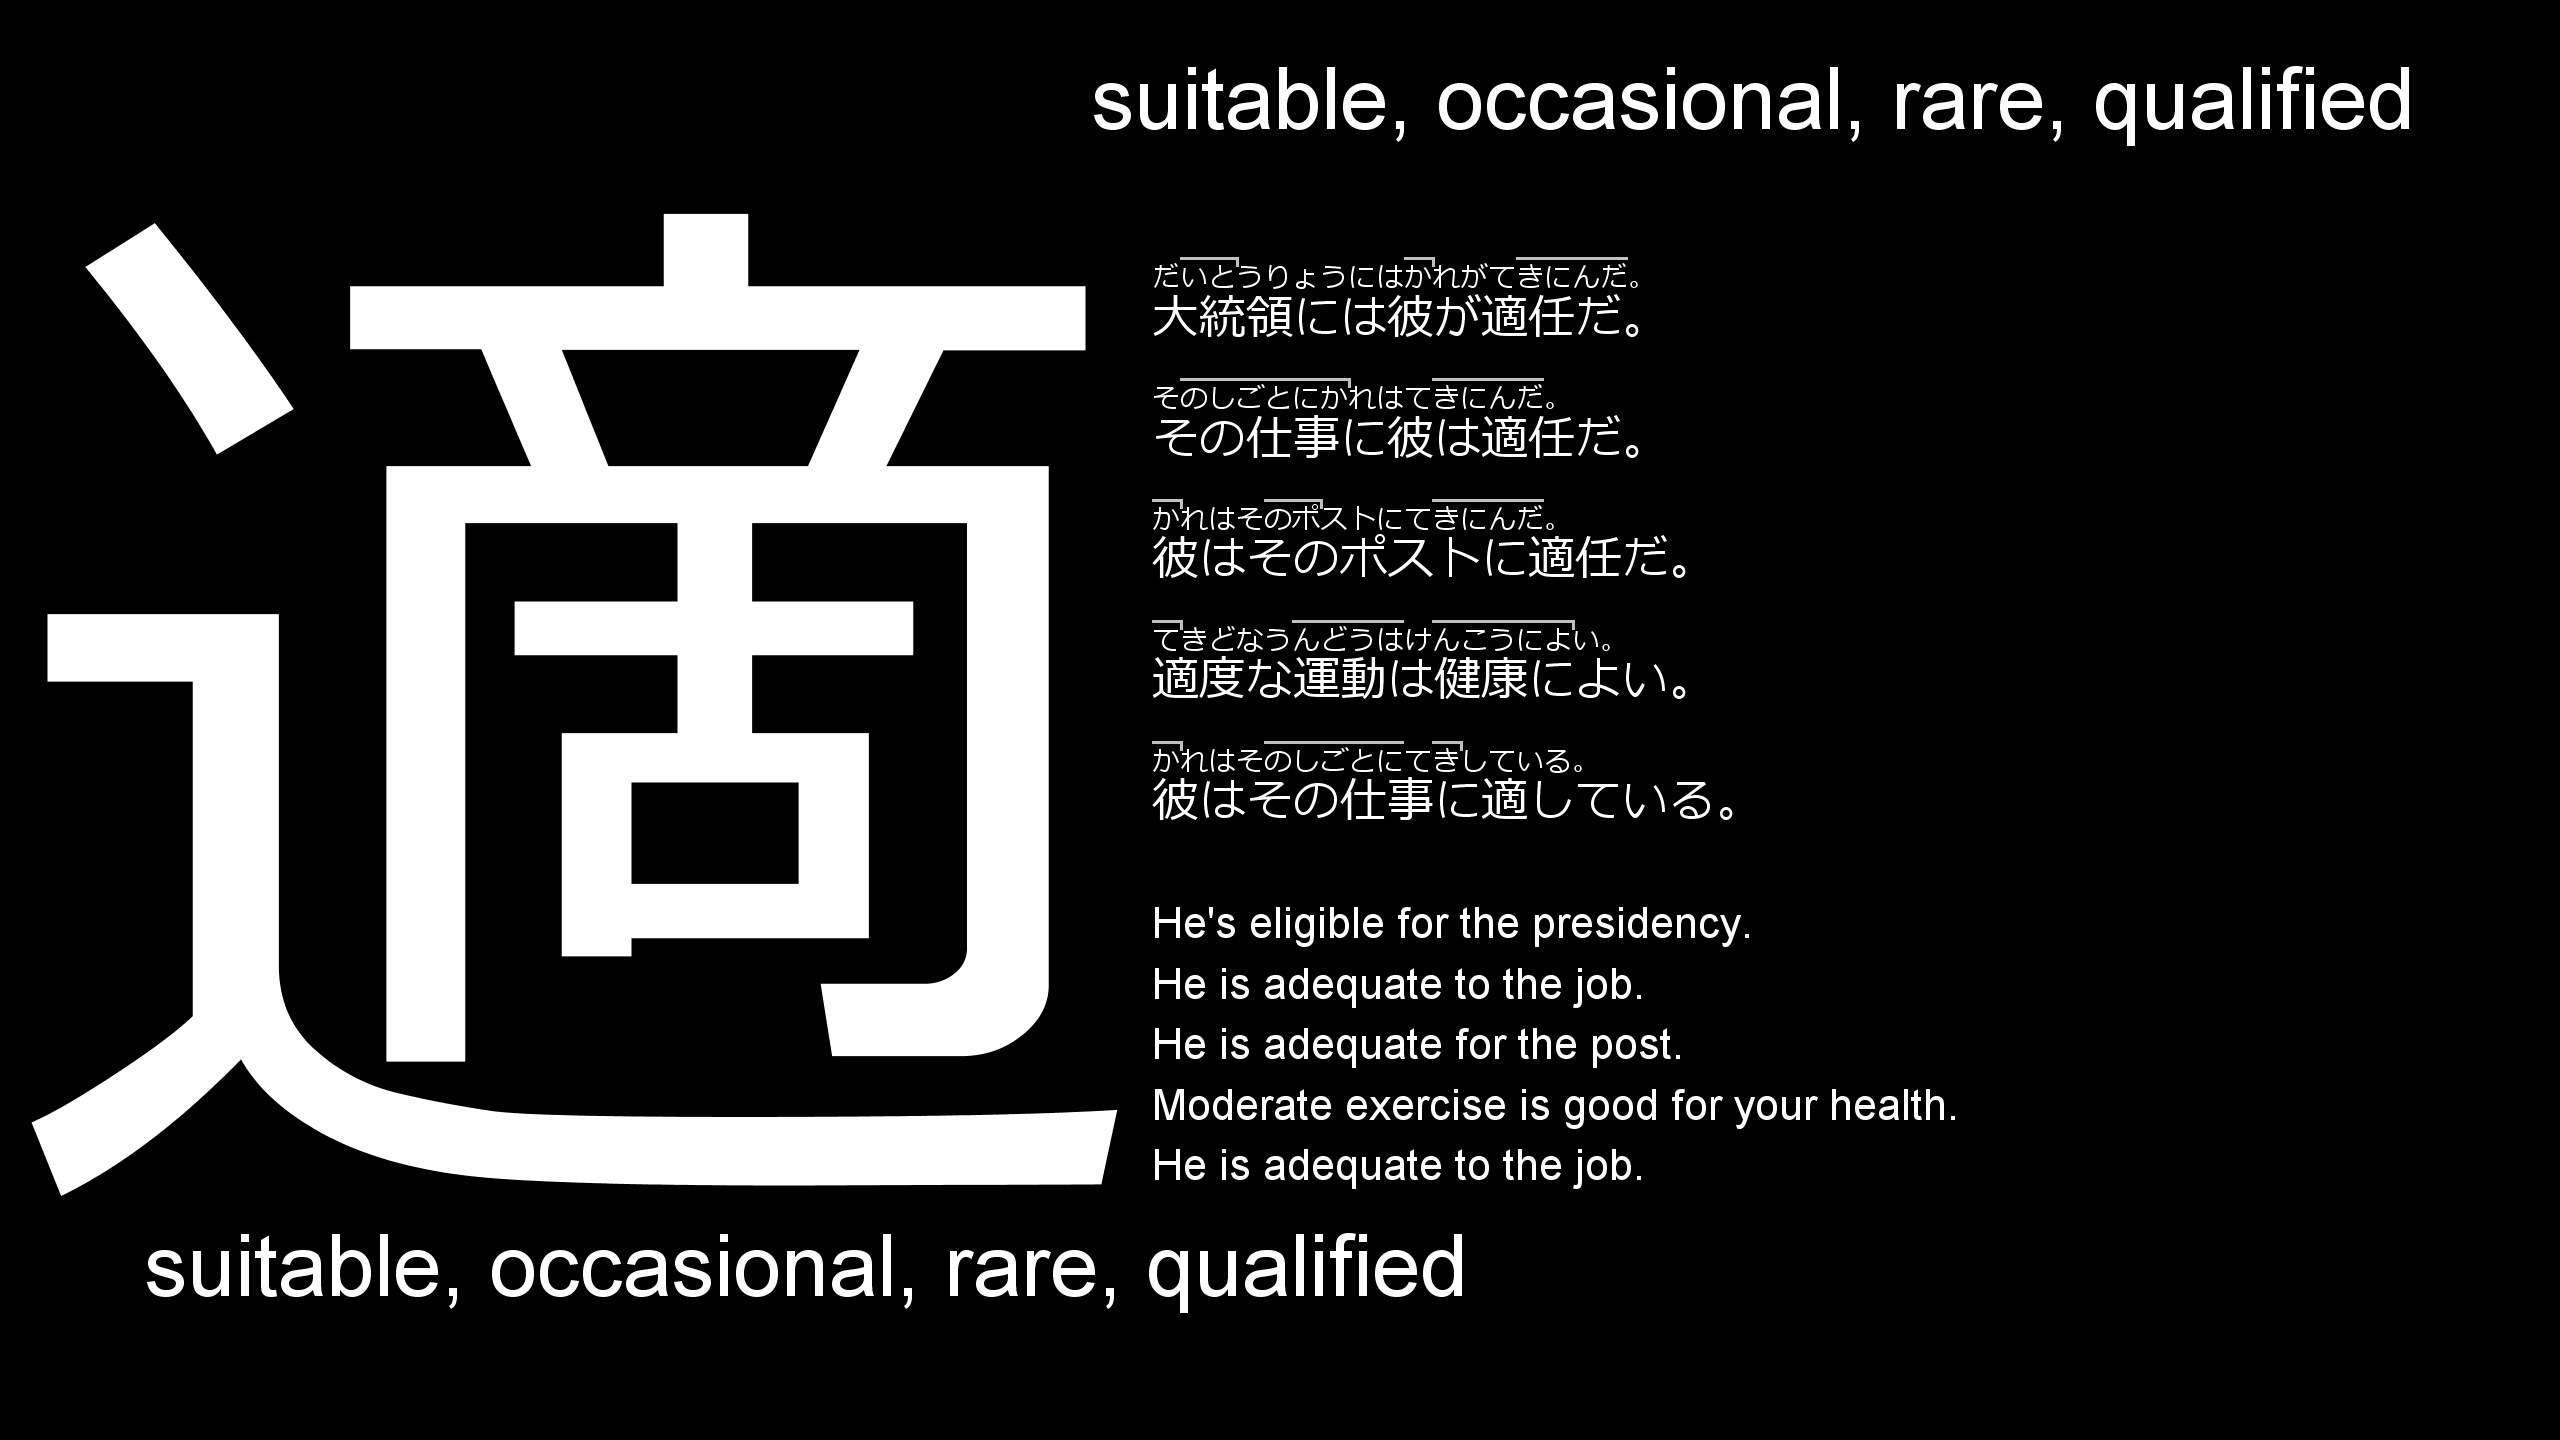 suitable, occasional, rare, qualified
適
だいとうりょうにはかれがてきにんだ。
大統領には彼が適任だ。
そのしごとにかれはてきにんだ。
その仕事に彼は適任だ。
かれはそのポストにてきにんだ。
彼はそのポストに適任だ。
てきどなうんどうはけんこうによい。
適度な運動は健康によい。
かれはそのしごとにてきしている。
彼はその仕事に適している。
He's eligible for the presidency.
He is adequate to the job.
He is adequate for the post.
Moderate exercise is good for your health.
He is adequate to the job.
suitable, occasional, rare, qualified